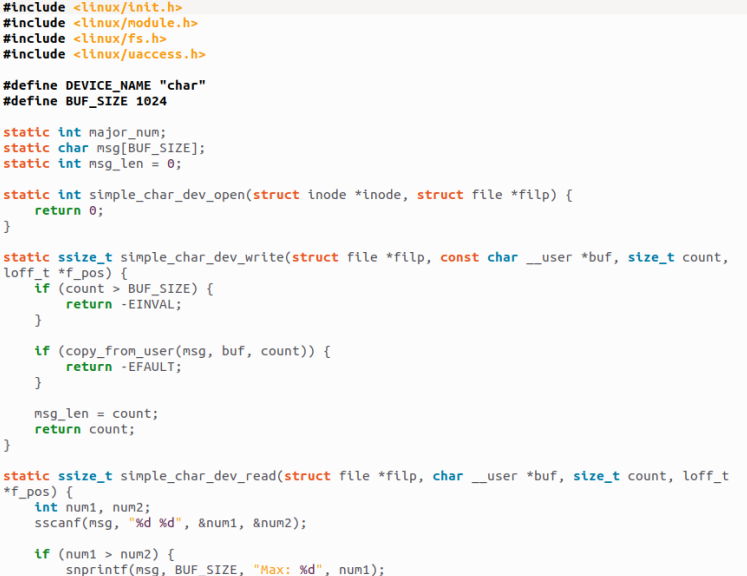 #include <linux/init.h>
#include <linux/module.h>
#include <linux/fs.h>
#include <linux/uaccess.h>

#define DEVICE_NAME "char"
#define BUF_SIZE 1024

static int major_num;
static char msg[BUF_SIZE];
static int msg_len = 0;

static int simple_char_dev_open(struct inode *inode, struct file *filp) {
    return 0;
}

static ssize_t simple_char_dev_write(struct file *filp, const char __user *buf, size_t count,
loff_t *f_pos) {
    if (count > BUF_SIZE) {
        return -EINVAL;
    }

    if (copy_from_user(msg, buf, count)) {
        return -EFAULT;
    }

    msg_len = count;
    return count;
}

static ssize_t simple_char_dev_read(struct file *filp, char __user *buf, size_t count, loff_t
*f_pos) {
    int num1, num2;
    sscanf(msg, "%d %d", &num1, &num2);

    if (num1 > num2) {
        snprintf(msg, BUF_SIZE, "Max: %d", num1);